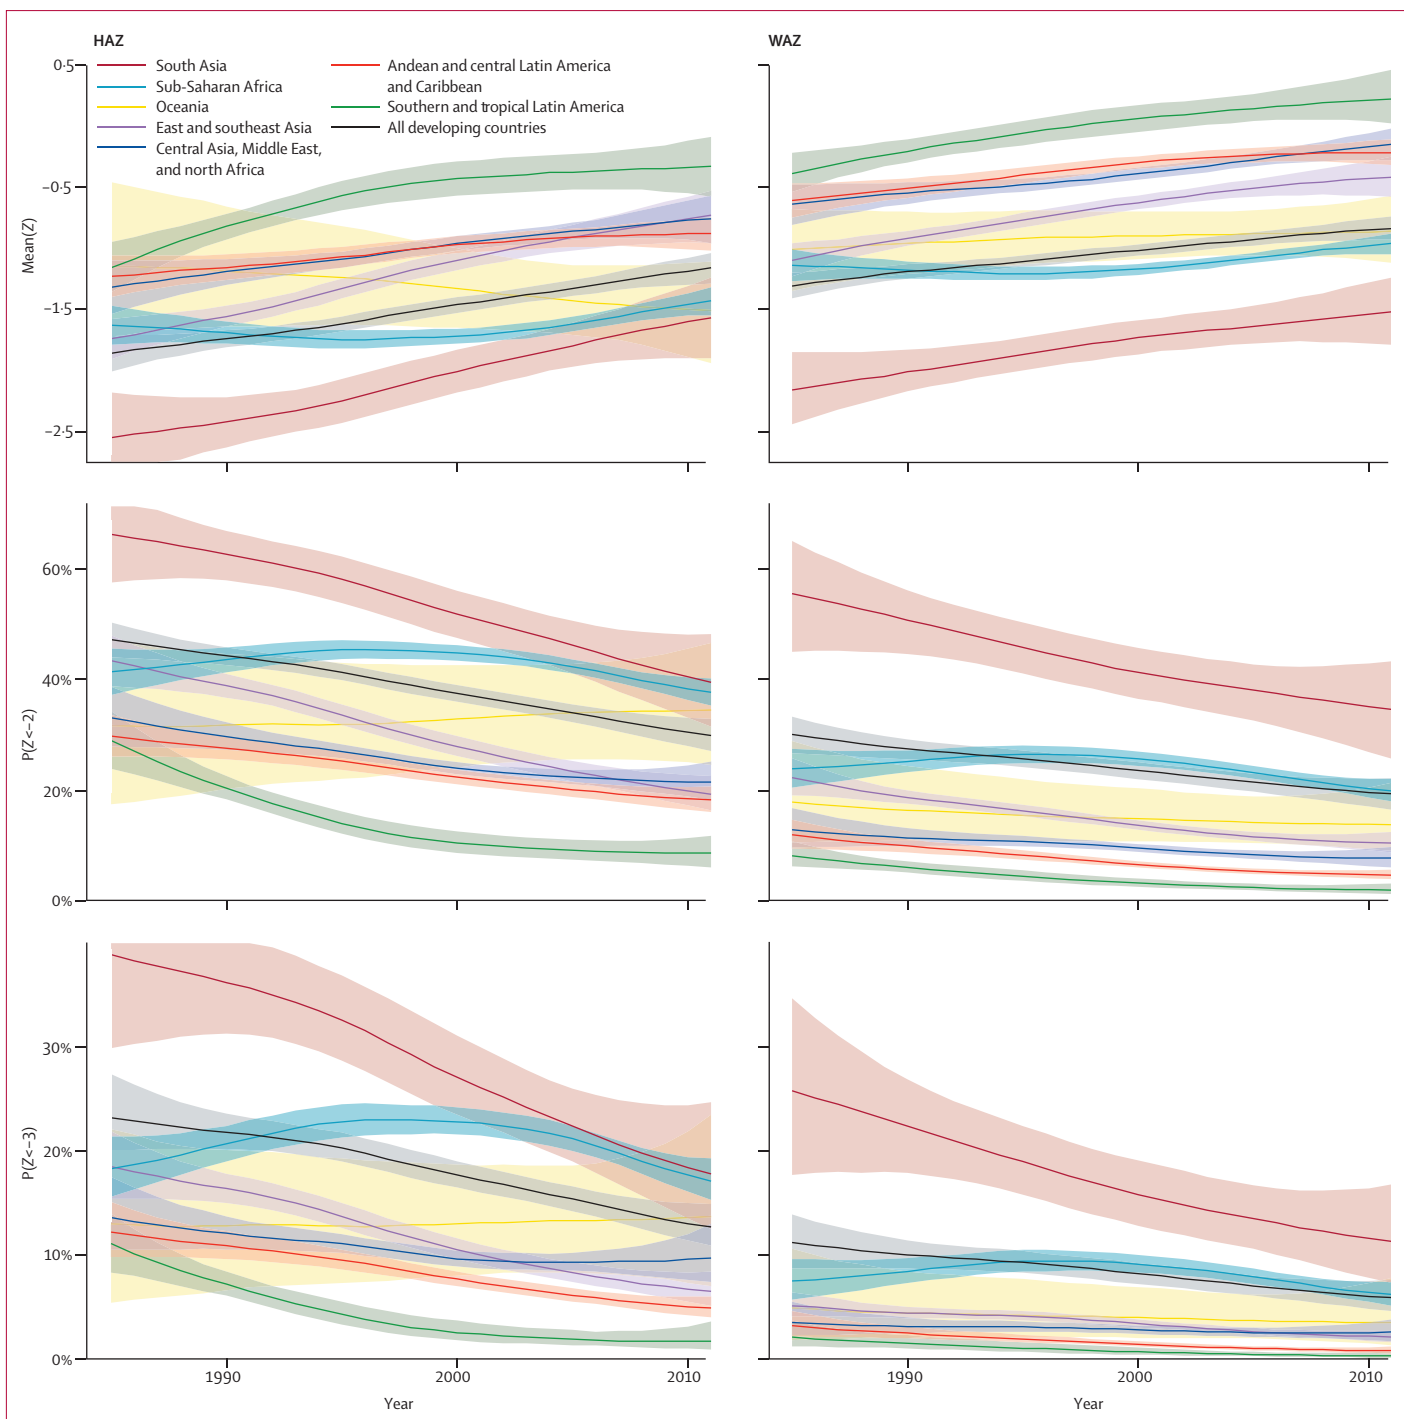 HAZ
WAZ
South Asia
Sub-Saharan Africa
Oceania
East and southeast Asia
Central Asia, Middle East,
and north Africa
Andean and central Latin America
and Caribbean
Southern and tropical Latin America
All developing countries
Mean(Z)
0·5
–0·5
–1·5
–2·5
P(Z<–2)
60%
40%
20%
0%
P(Z<–3)
30%
20%
10%
0%
1990
2000
2010
Year
1990
2000
2010
Year